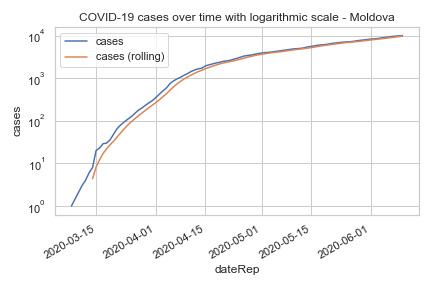 COVID-19 cases over time with logarithmic scale - Moldova
cases
cases (rolling)
10⁴
10³
10²
10¹
10⁰
cases
2020-03-15
2020-04-01
2020-04-15
2020-05-01
2020-05-15
2020-06-01
dateRep